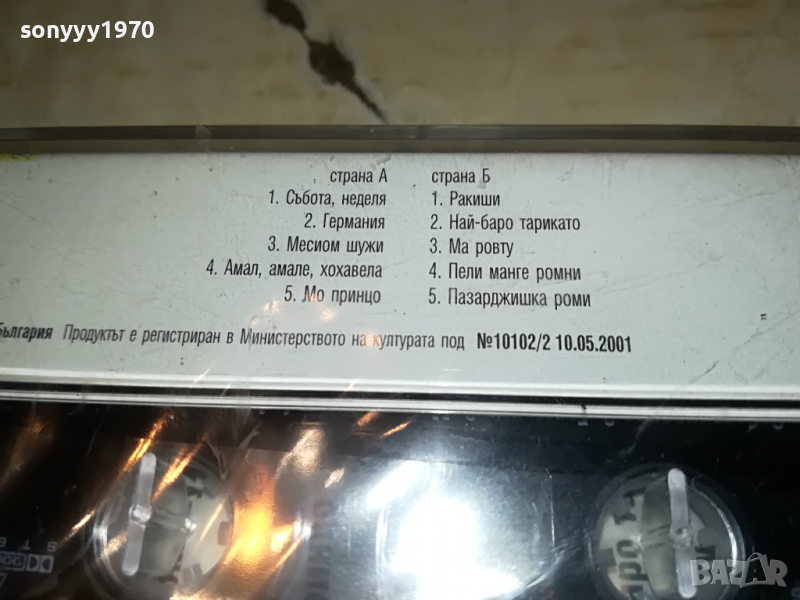 sonyyy1970
страна А
1. Събота, неделя
2. Германия
3. Месиом шужи
4. Амал, амале, хохавела
5. Мо принцо
страна Б
1. Ракиши
2. Най-баро тарикато
3. Ма ровту
4. Пели манге ромни
5. Пазарджишка роми
България Продуктът е регистриран в Министерството на културата под №10102/2 10.05.2001
BAZAR